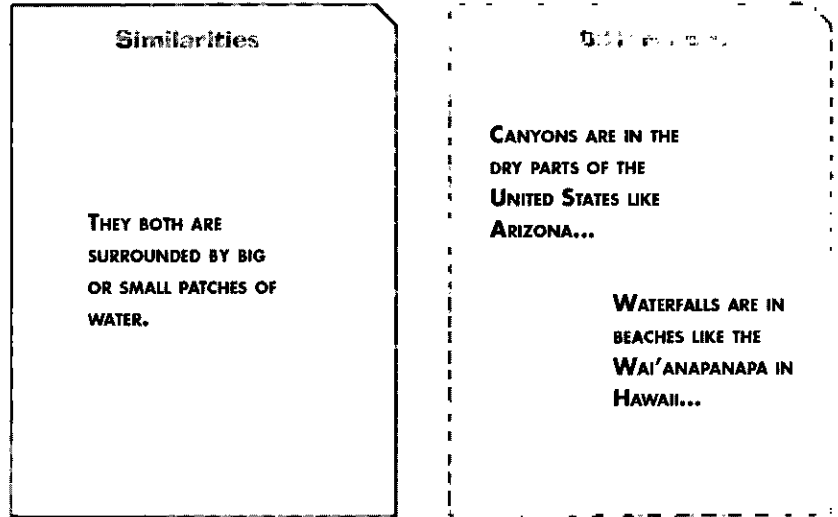 Similarities
THEY BOTH ARE
SURROUNDED BY BIG
OR SMALL PATCHES OF
WATER.
CANYONS ARE IN THE
DRY PARTS OF THE
UNITED STATES LIKE
ARIZONA...
WATERFALLS ARE IN
BEACHES LIKE THE
WAI'ANAPANAPA IN
HAWAII...